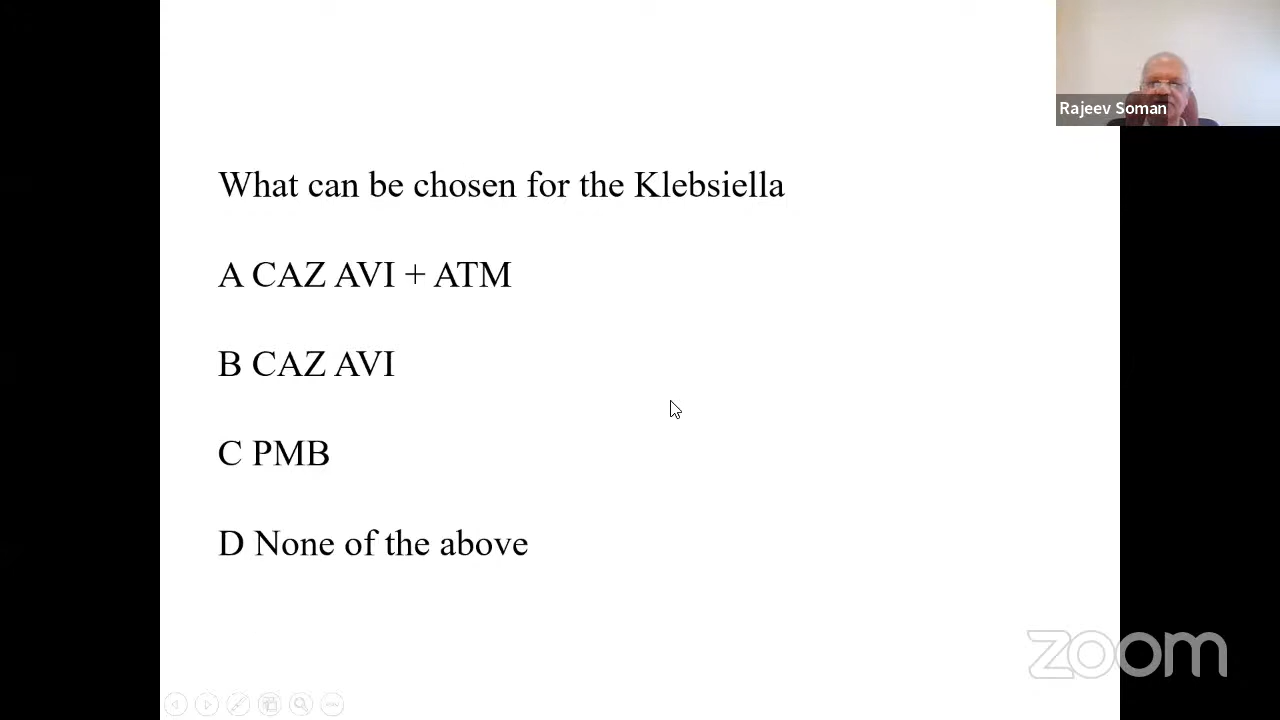 Rajeev Soman
What can be chosen for the Klebsiella
A CAZ AVI + ATM
B CAZ AVI
C PMB
D None of the above
zoom